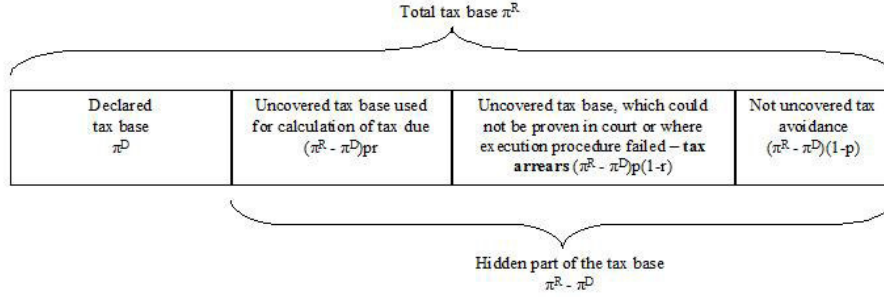 Total tax base π^R
Declared
tax base
π^D
Uncovered tax base used
for calculation of tax due
(π^R - π^D)pr
Uncovered tax base, which could
not be proven in court or where
execution procedure failed – tax
arrears (π^R - π^D)p(1-r)
Not uncovered tax
avoidance
(π^R - π^D)(1-p)
Hidden part of the tax base
π^R - π^D